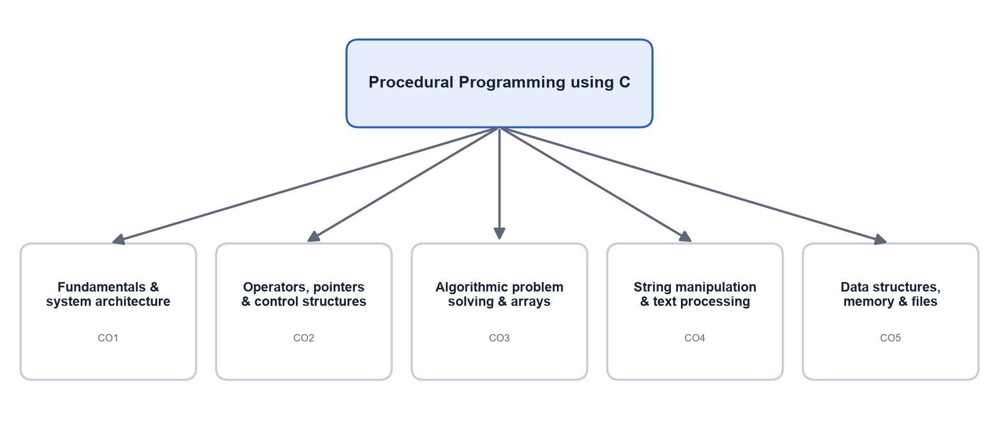 Procedural Programming using C
Fundamentals &
system architecture
CO1
Operators, pointers
& control structures
CO2
Algorithmic problem
solving & arrays
CO3
String manipulation
& text processing
CO4
Data structures,
memory & files
CO5